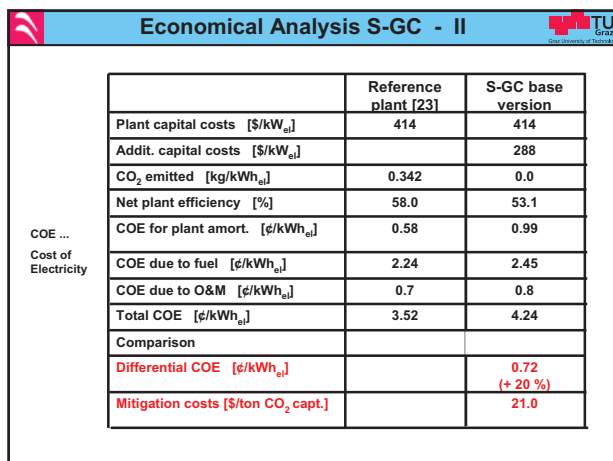 Economical Analysis S-GC - II
TU
Graz
Graz University of Technology
Reference plant [23]
S-GC base version
Plant capital costs [$/kWel] 414 414
Addit. capital costs [$/kWel] 288
CO2 emitted [kg/kWhel] 0.342 0.0
Net plant efficiency [%] 58.0 53.1
COE for plant amort. [¢/kWhel] 0.58 0.99
COE due to fuel [¢/kWhel] 2.24 2.45
COE due to O&M [¢/kWhel] 0.7 0.8
Total COE [¢/kWhel] 3.52 4.24
Comparison
Differential COE [¢/kWhel] 0.72
(+ 20 %)
Mitigation costs [$/ton CO2 capt.] 21.0
COE ...
Cost of
Electricity